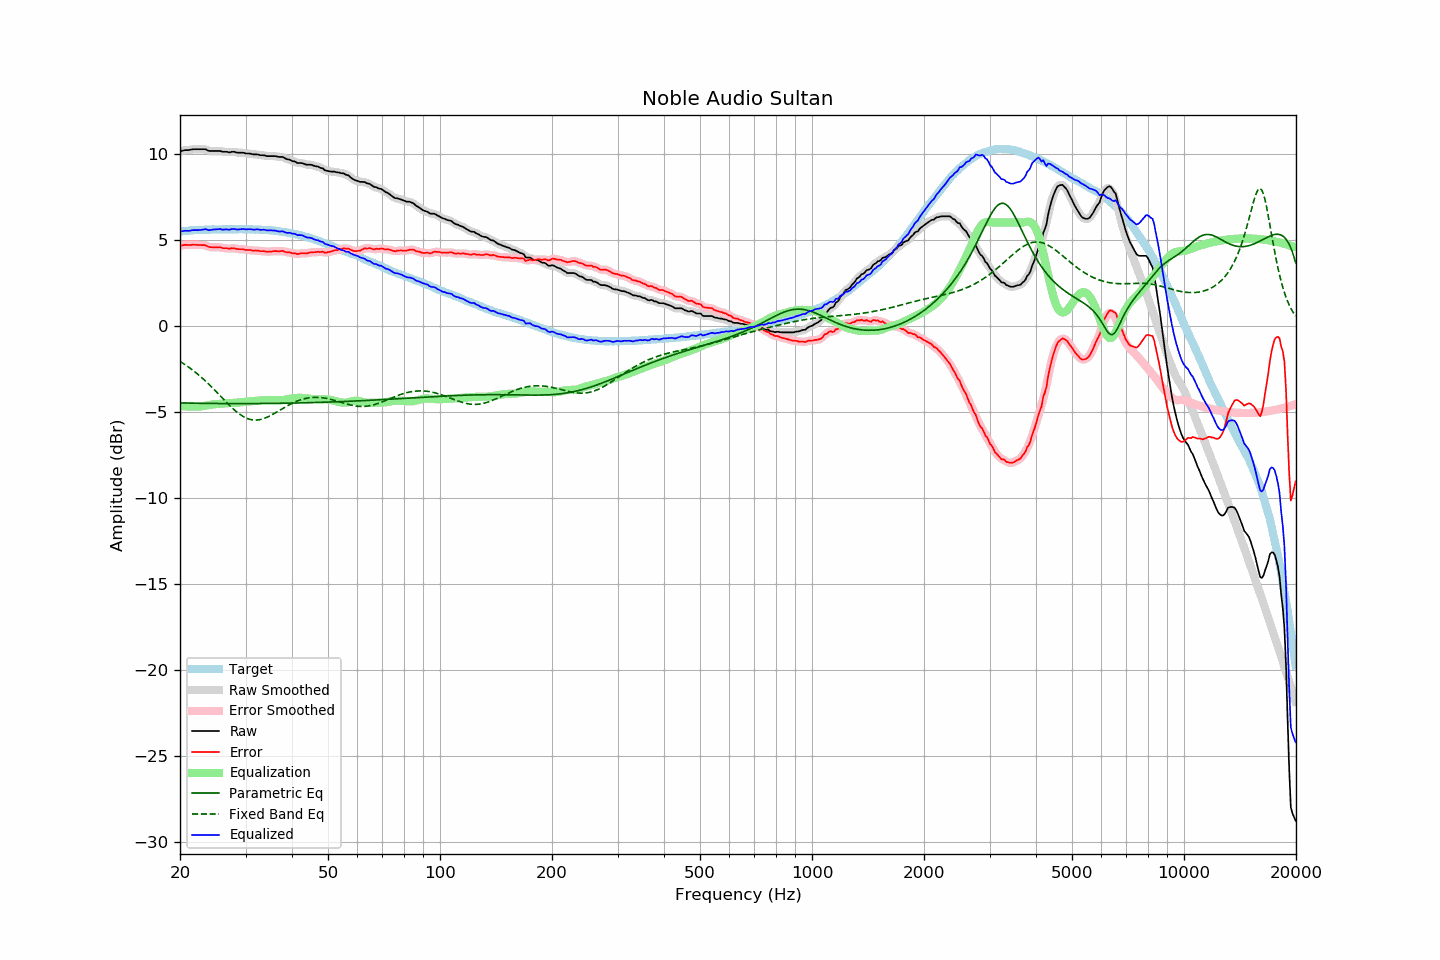 Noble Audio Sultan
Amplitude (dBr)
10
5
0
−5
−10
−15
−20
−25
−30
Target
Raw Smoothed
Error Smoothed
Raw
Error
Equalization
Parametric Eq
Fixed Band Eq
Equalized
20 50 100 200 500 1000 2000 5000 10000 20000
Frequency (Hz)